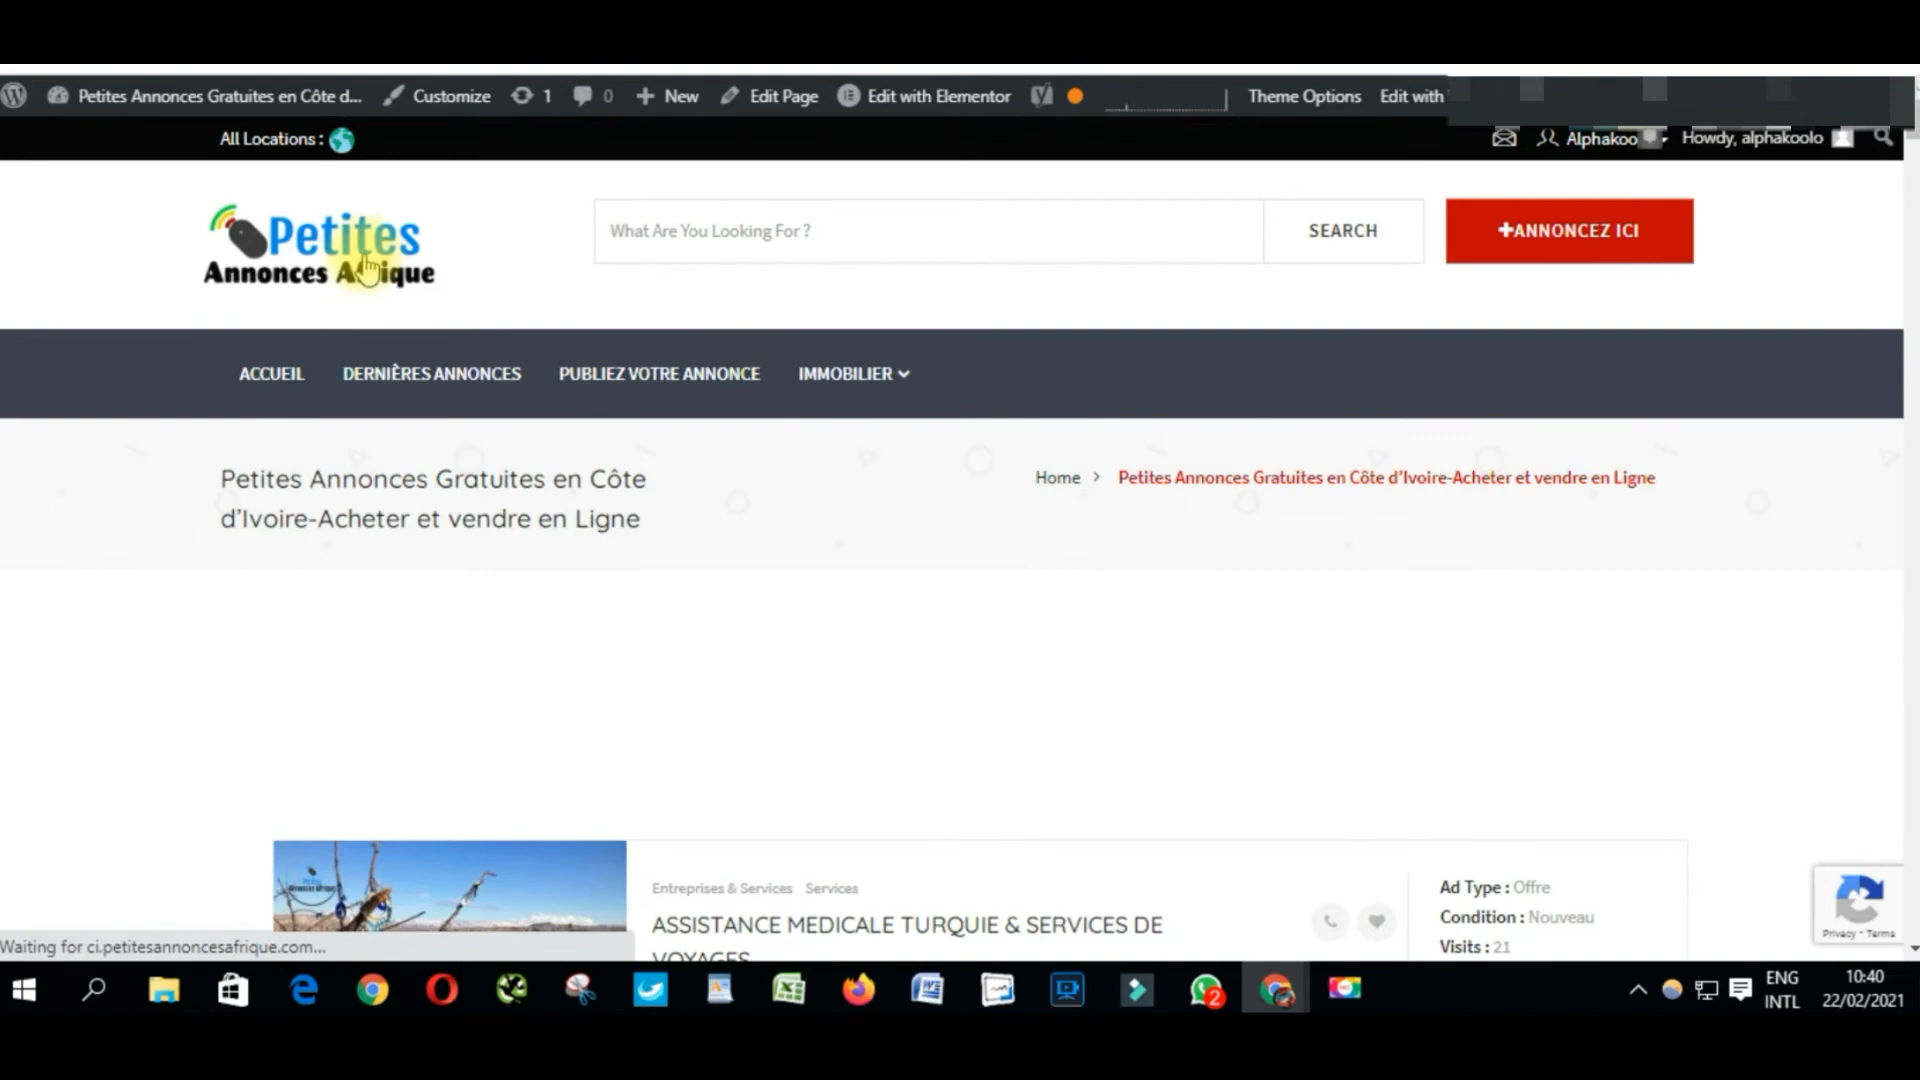 Petites Annonces Gratuites en Côte d... Customize 1 0 New Edit Page Edit with Elementor Theme Options Edit with
All Locations : Alphakoo Howdy, alphakoolo
Petites
Annonces Afrique
What Are You Looking For ? SEARCH +ANNONCEZ ICI
ACCUEIL DERNIÈRES ANNONCES PUBLIEZ VOTRE ANNONCE IMMOBILIER
Petites Annonces Gratuites en Côte
d'Ivoire-Acheter et vendre en Ligne
Home > Petites Annonces Gratuites en Côte d'Ivoire-Acheter et vendre en Ligne
Entreprises & Services Services
ASSISTANCE MEDICALE TURQUIE & SERVICES DE
VOYAGES
Ad Type : Offre
Condition : Nouveau
Visits : 21
Privacy - Terms
Waiting for ci.petitesannoncesafrique.com...
2
ENG
INTL
10:40
22/02/2021